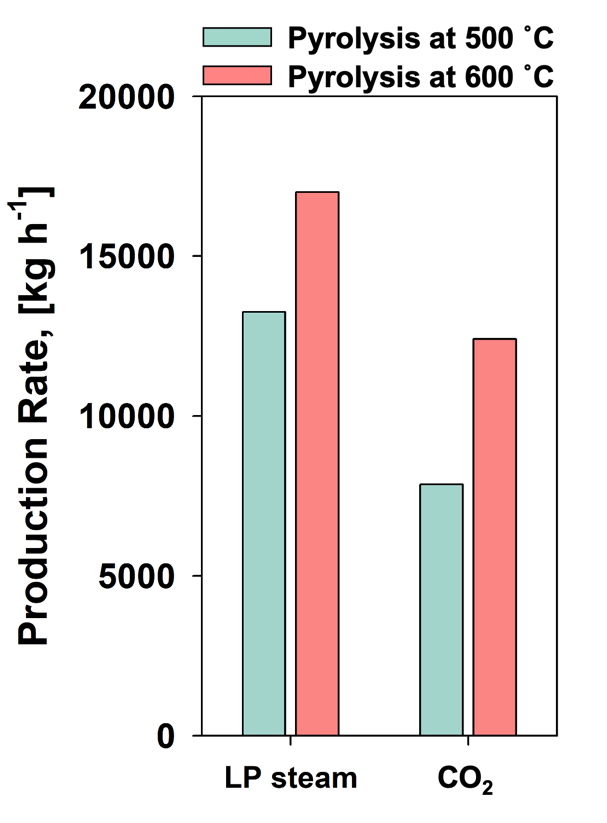 Pyrolysis at 500 ˚C
Pyrolysis at 600 ˚C
20000
15000
10000
5000
0
Production Rate, [kg h⁻¹]
LP steam
CO₂